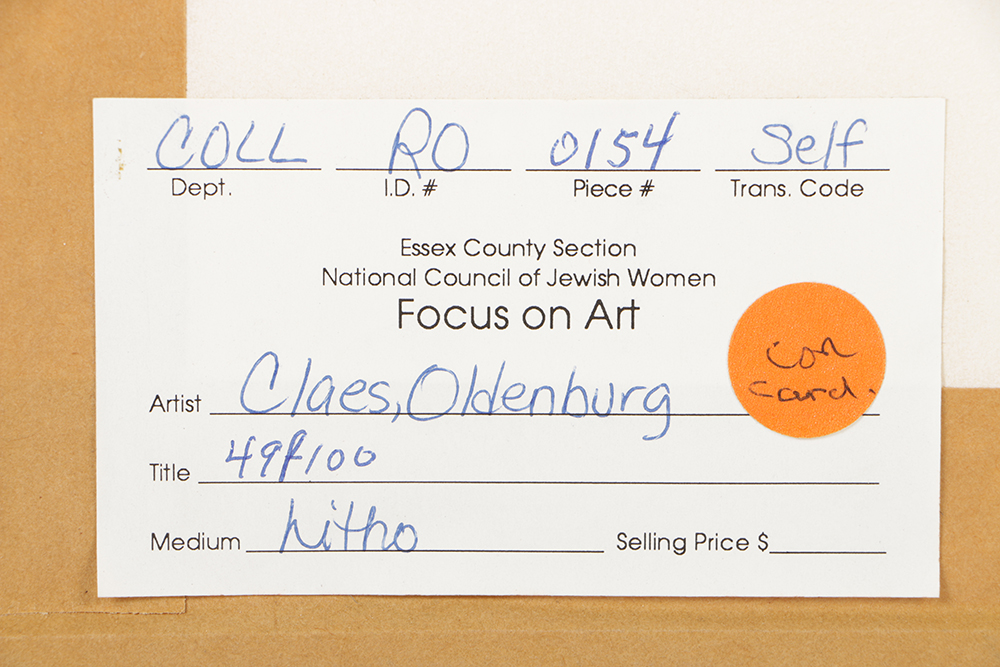 COLL RO 0154 Self
Dept. I.D. # Piece # Trans. Code
Essex County Section
National Council of Jewish Women
Focus on Art
Artist Claes, Oldenburg
card.
Title 49/100
Medium Litho Selling Price $